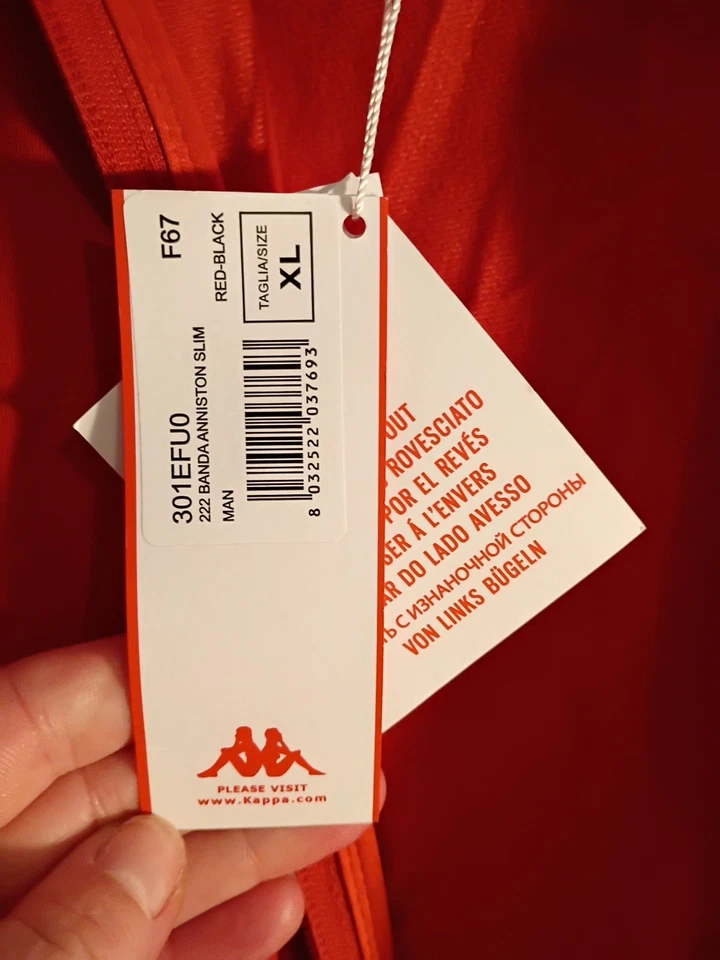 F67
RED-BLACK
TAGLIA/SIZE
XL
301EFU0
222 BANDA ANNISTON SLIM
MAN
8 032522 037693
PLEASE VISIT
www.Kappa.com
OUT
ROVESCIATO
POR EL REVÉS
À L'ENVERS
DO LADO AVESSO
С ИЗНАНОЧНОЙ СТОРОНЫ
VON LINKS BÜGELN